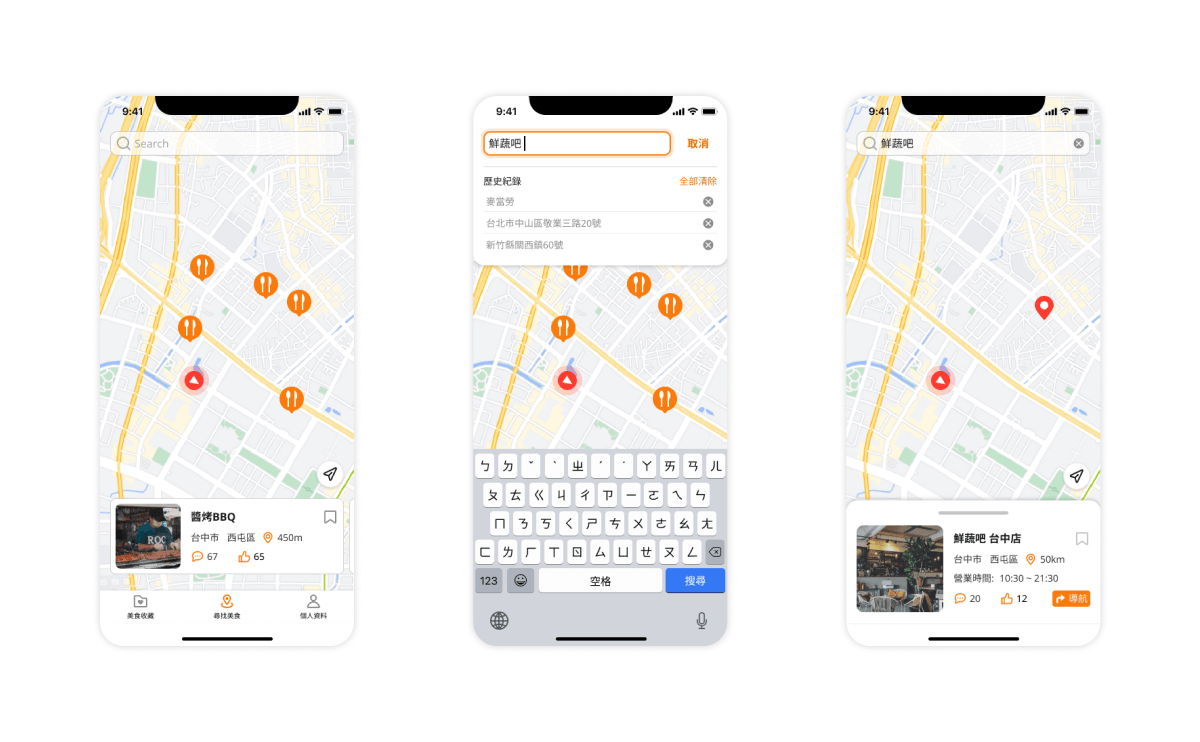 9:41
Search
醬烤BBQ
台中市 西屯區 450m
67 65
美食收藏 尋找美食 個人資料
9:41
鮮蔬吧 取消
歷史紀錄 全部清除
麥當勞
台北市中山區敬業三路20號
新竹縣關西鎮60號
ㄅ ㄉ ˇ ˋ ㄓ ˊ ˙ ㄚ ㄞ ㄢ ㄦ
ㄆ ㄊ ㄍ ㄐ ㄔ ㄗ ㄧ ㄛ ㄟ ㄣ
ㄇ ㄋ ㄎ ㄑ ㄕ ㄘ ㄨ ㄜ ㄠ ㄤ
ㄈ ㄌ ㄏ ㄒ ㄖ ㄙ ㄩ ㄝ ㄡ ㄥ
123 空格 搜尋
9:41
鮮蔬吧
鮮蔬吧 台中店
台中市 西屯區 50km
營業時間: 10:30 ~ 21:30
20 12 導航